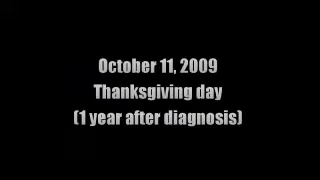 October 11, 2009
Thanksgiving day
(1 year after diagnosis)